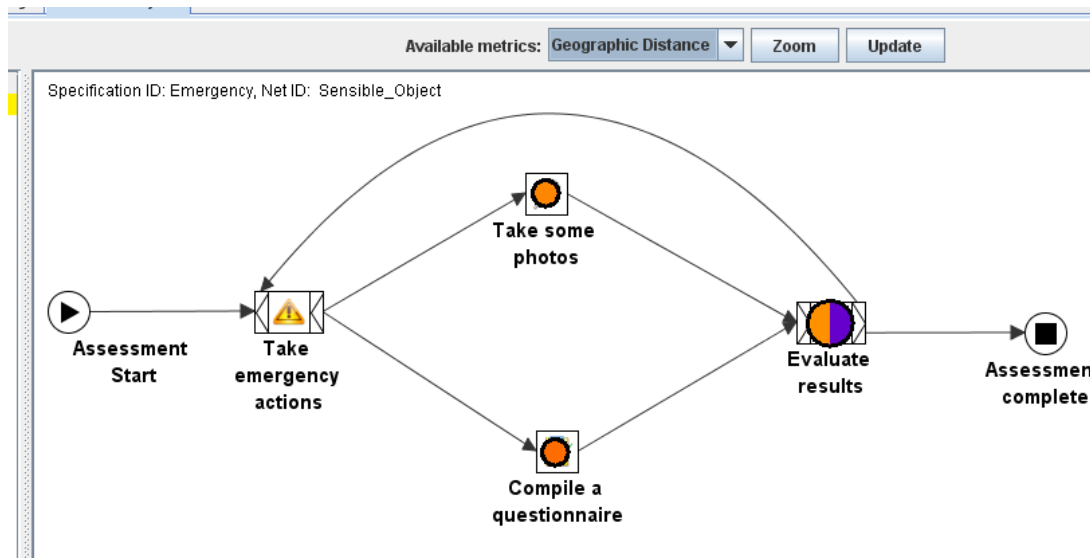 Available metrics: Geographic Distance Zoom Update
Specification ID: Emergency, Net ID: Sensible_Object
Take some
photos
Assessment
Start
Take
emergency
actions
Evaluate
results
complete
Compile a
questionnaire